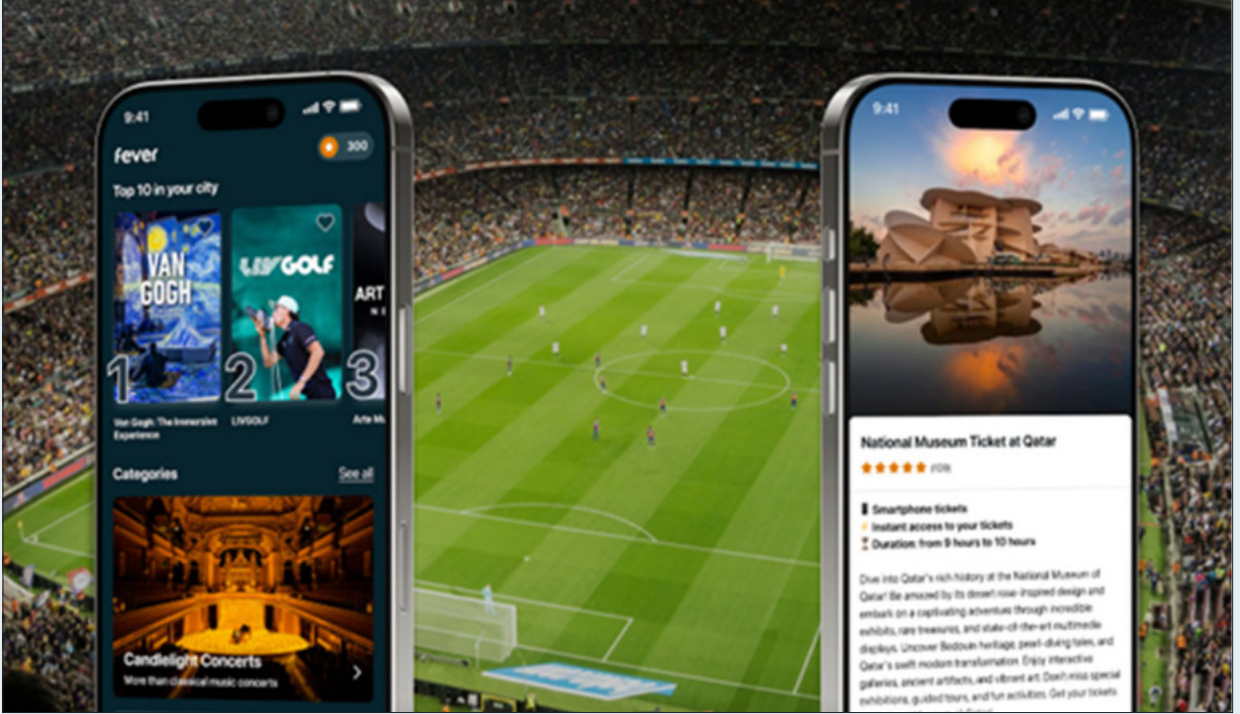 9:41
fever
300
Top 10 in your city
VAN
GOGH
LIV GOLF
ART
1
2
3
Van Gogh: The Immersive
Experience
LIVGOLF
Arte M
Categories
See all
Candlelight Concerts
More than classical music concerts
9:41
National Museum Ticket at Qatar
Smartphone tickets
Instant access to your tickets
Duration: from 9 hours to 10 hours
Dive into Qatar's rich history at the National Museum of
Qatar! Be amazed by its desert rose-inspired design and
embark on a captivating adventure through incredible
exhibits, rare treasures, and state-of-the-art multimedia
displays. Uncover Bedouin heritage, pearl-diving tales, and
Qatar's swift modern transformation. Enjoy interactive
galleries, ancient artifacts, and vibrant art. Don't miss special
exhibitions, guided tours, and fun activities. Get your tickets